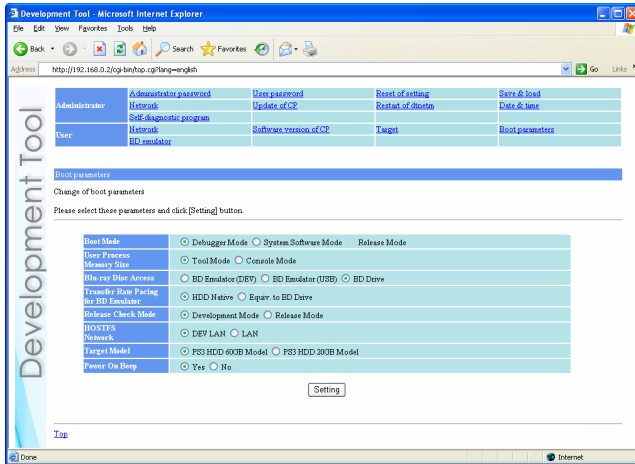 Development Tool - Microsoft Internet Explorer
File Edit View Favorites Tools Help
Back Search Favorites
Address http://192.168.0.2/cgi-bin/top.cgi?lang=english Go Links
Development Tool
Administrator
Administrator password User password Reset of setting Save & load
Network Update of CP Restart of dtnetm Date & time
Self-diagnostic program
User
Network Software version of CP Target Boot parameters
BD emulator
Boot parameters
Change of boot parameters
Please select these parameters and click [Setting] button.
Boot Mode Debugger Mode System Software Mode Release Mode
User Process
Memory Size Tool Mode Console Mode
Blu-ray Disc Access BD Emulator (DEV) BD Emulator (USB) BD Drive
Transfer Rate Pacing
for BD Emulator HDD Native Equiv. to BD Drive
Release Check Mode Development Mode Release Mode
HOSTFS
Network DEV LAN LAN
Target Model PS3 HDD 60GB Model PS3 HDD 20GB Model
Power On Beep Yes No
Setting
Top
Done Internet